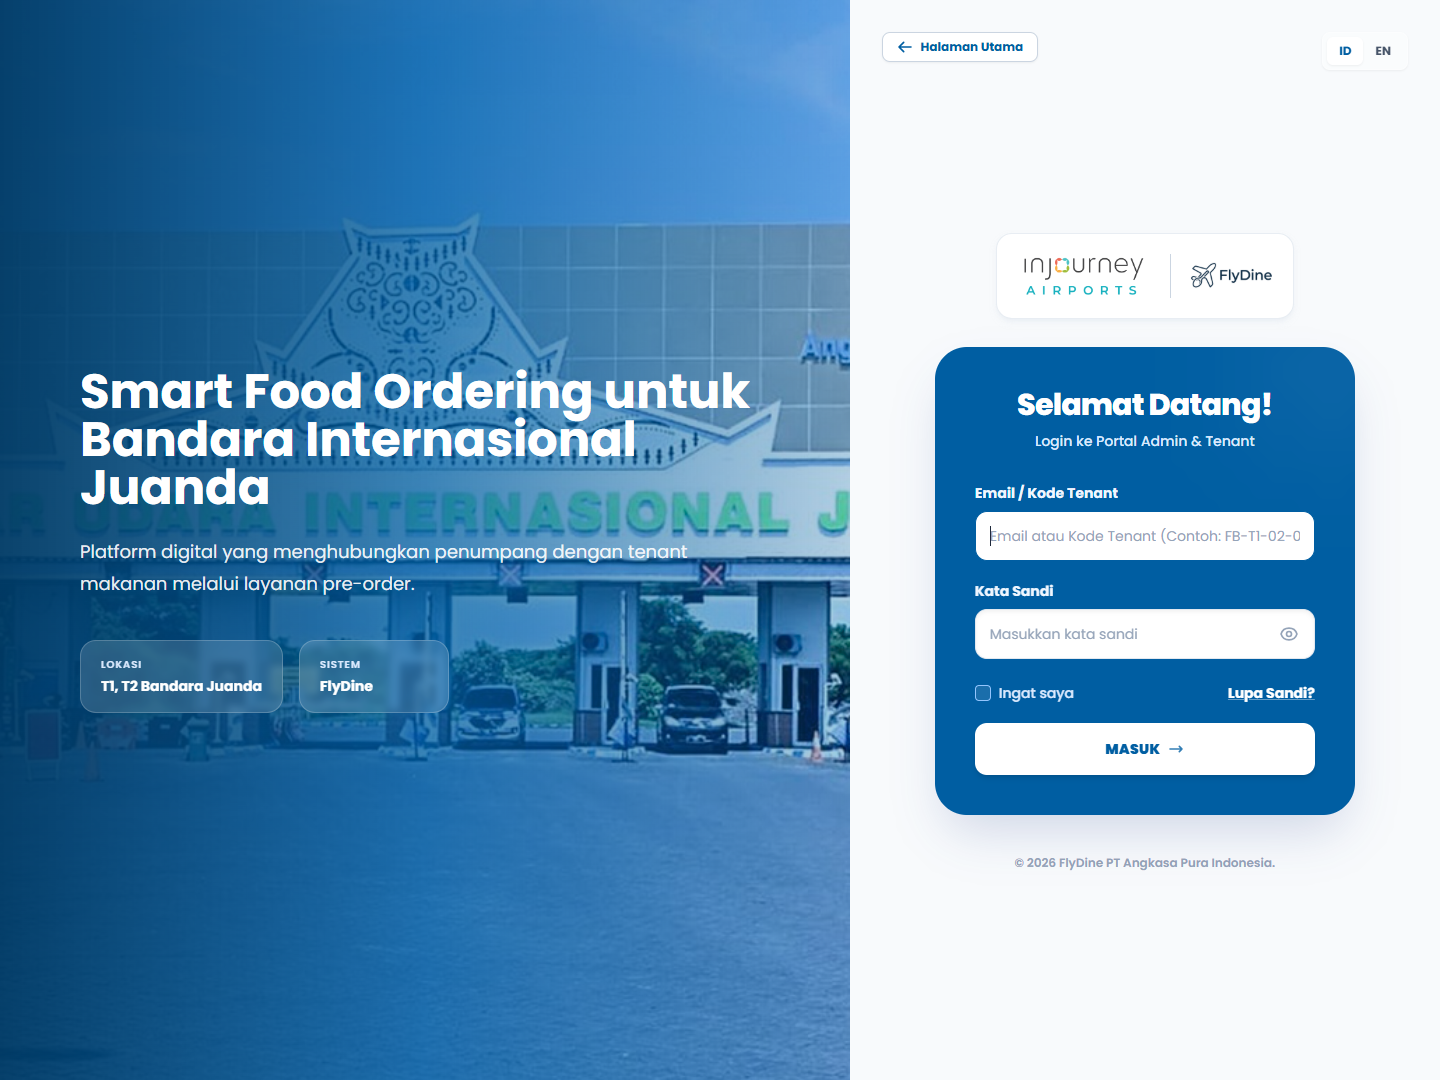 Smart Food Ordering untuk
Bandara Internasional
Juanda
Platform digital yang menghubungkan penumpang dengan tenant
makanan melalui layanan pre-order.
LOKASI
T1, T2 Bandara Juanda
SISTEM
FlyDine
INTERNASIONAL J
Ang
← Halaman Utama
ID EN
injourney
AIRPORTS
FlyDine
Selamat Datang!
Login ke Portal Admin & Tenant
Email / Kode Tenant
Email atau Kode Tenant (Contoh: FB-T1-02-0
Kata Sandi
Masukkan kata sandi
Ingat saya
Lupa Sandi?
MASUK →
© 2026 FlyDine PT Angkasa Pura Indonesia.